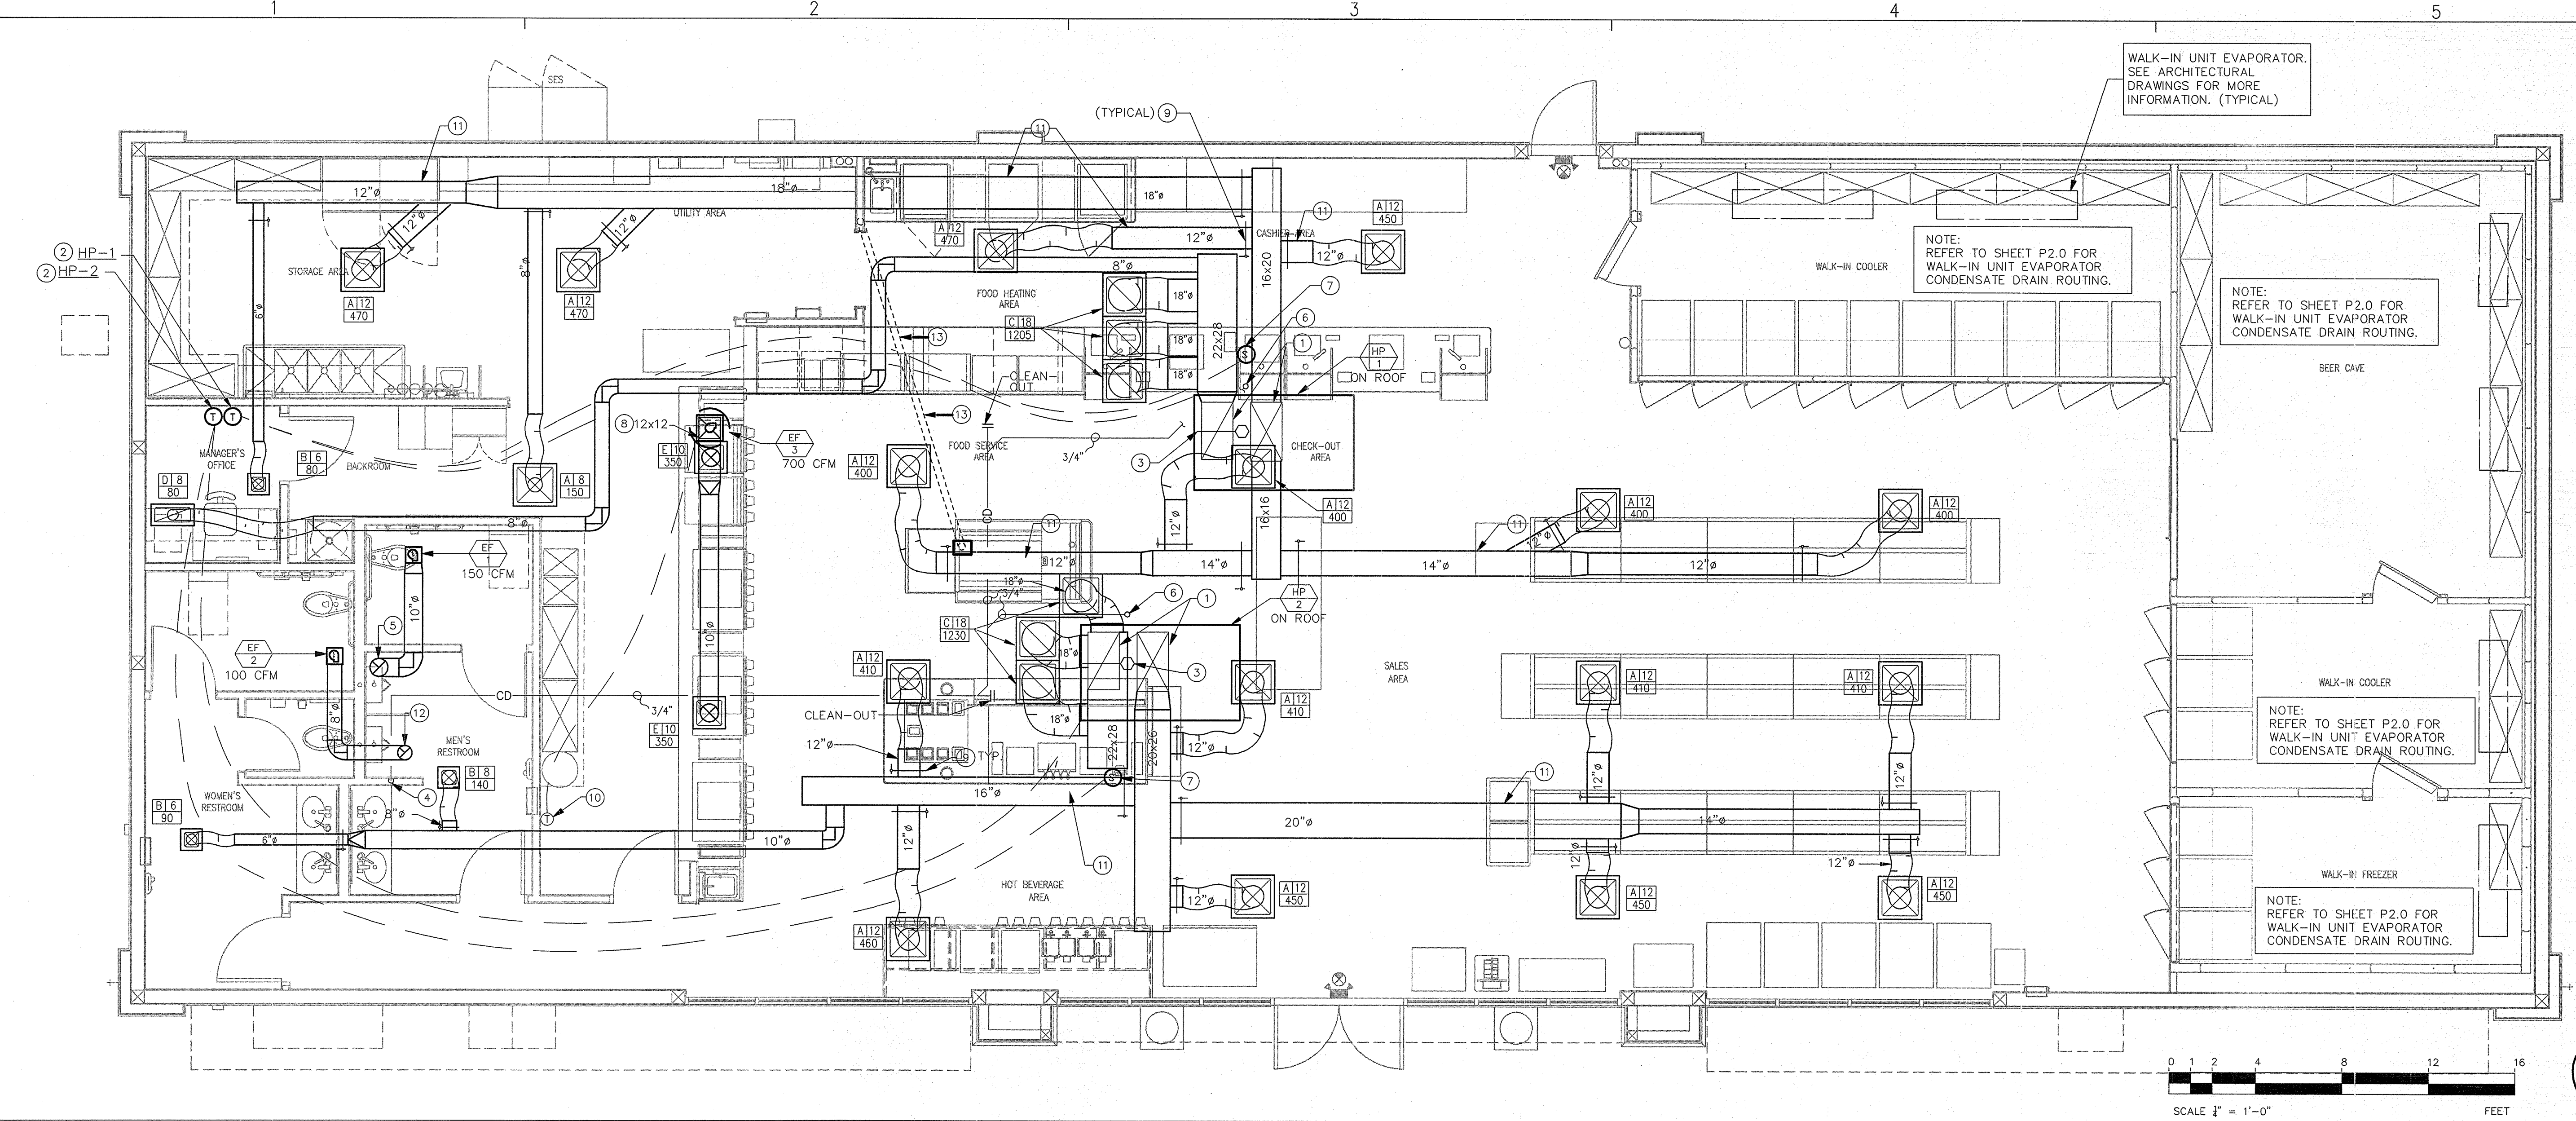 1
2
3
4
5
WALK-IN UNIT EVAPORATOR.
SEE ARCHITECTURAL
DRAWINGS FOR MORE
INFORMATION. (TYPICAL)
SES
(TYPICAL) 9
11
11
12"ø
18"ø
18"ø
UTILITY AREA
12"ø
12"ø
A 12
470
12"ø
CASHIER AREA
11
A 12
450
12"ø
2 HP-1
2 HP-2
STORAGE AREA
A 12
470
A 12
470
6"ø
8"ø
8"ø
FOOD HEATING
AREA
18"ø
18"ø
18"ø
C 18
1205
22x28
16x20
7
6
1
HP
1
ON ROOF
13
13
CLEAN-
OUT
NOTE:
REFER TO SHEET P2.0 FOR
WALK-IN UNIT EVAPORATOR
CONDENSATE DRAIN ROUTING.
WALK-IN COOLER
NOTE:
REFER TO SHEET P2.0 FOR
WALK-IN UNIT EVAPORATOR
CONDENSATE DRAIN ROUTING.
BEER CAVE
T
T
S
8 12x12
EF
3
700 CFM
E 10
350
MANAGER'S
OFFICE
B 6
80
BACKROOM
D 8
80
A 8
150
8"ø
A 12
400
FOOD SERVICE
AREA
3/4"
3
CHECK-OUT
AREA
A 12
400
12"ø
16x16
CD
11
12"ø
14"ø
14"ø
11
12"ø
12"ø
A 12
400
A 12
400
EF
1
150 CFM
10"ø
5
EF
2
100 CFM
8"ø
12
10"ø
CD
3/4"
E 10
350
18"ø
3/4"
6
1
HP
2
ON ROOF
C 18
1230
18"ø
3
A 12
410
18"ø
CLEAN-OUT
12"ø
TYP.
22x28
20x26
12"ø
A 12
410
SALES
AREA
A 12
410
A 12
410
12"ø
12"ø
WALK-IN COOLER
NOTE:
REFER TO SHEET P2.0 FOR
WALK-IN UNIT EVAPORATOR
CONDENSATE DRAIN ROUTING.
MEN'S
RESTROOM
B 8
140
4
8"ø
WOMEN'S
RESTROOM
B 6
90
6"ø
10"ø
10
T
16"ø
S
7
11
12"ø
20"ø
11
14"ø
12"ø
12"ø
HOT BEVERAGE
AREA
A 12
460
12"ø
A 12
450
A 12
450
A 12
450
WALK-IN FREEZER
NOTE:
REFER TO SHEET P2.0 FOR
WALK-IN UNIT EVAPORATOR
CONDENSATE DRAIN ROUTING.
0 1 2 4 8 12 16
SCALE ¼" = 1'-0" FEET